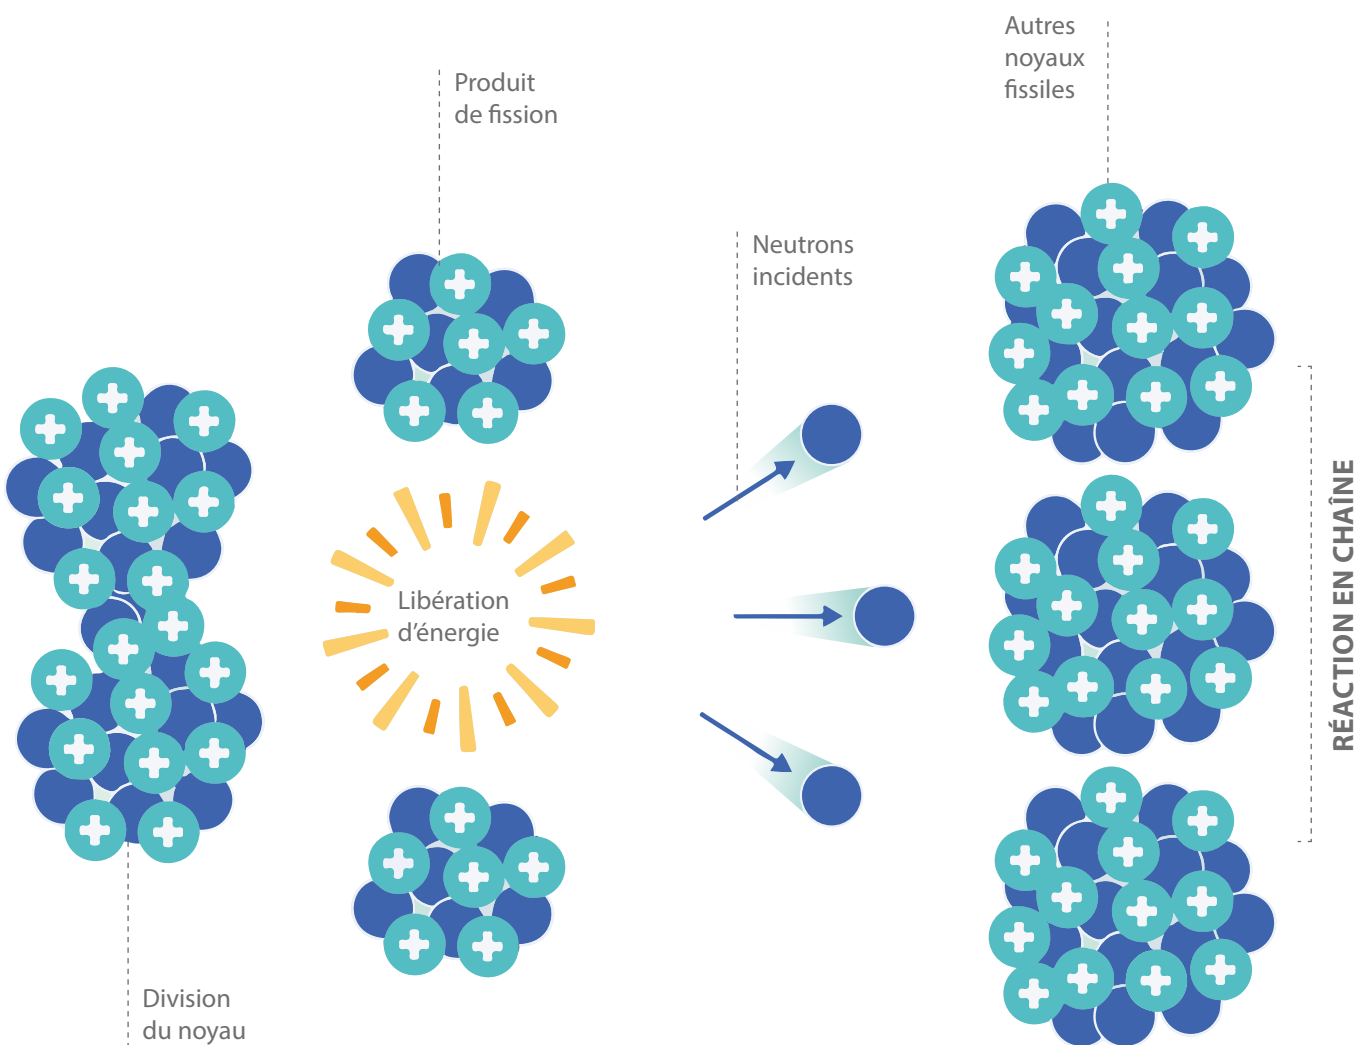 Autres
noyaux
fissiles
Produit
de fission
Neutrons
incidents
Libération
d'énergie
RÉACTION EN CHAÎNE
Division
du noyau